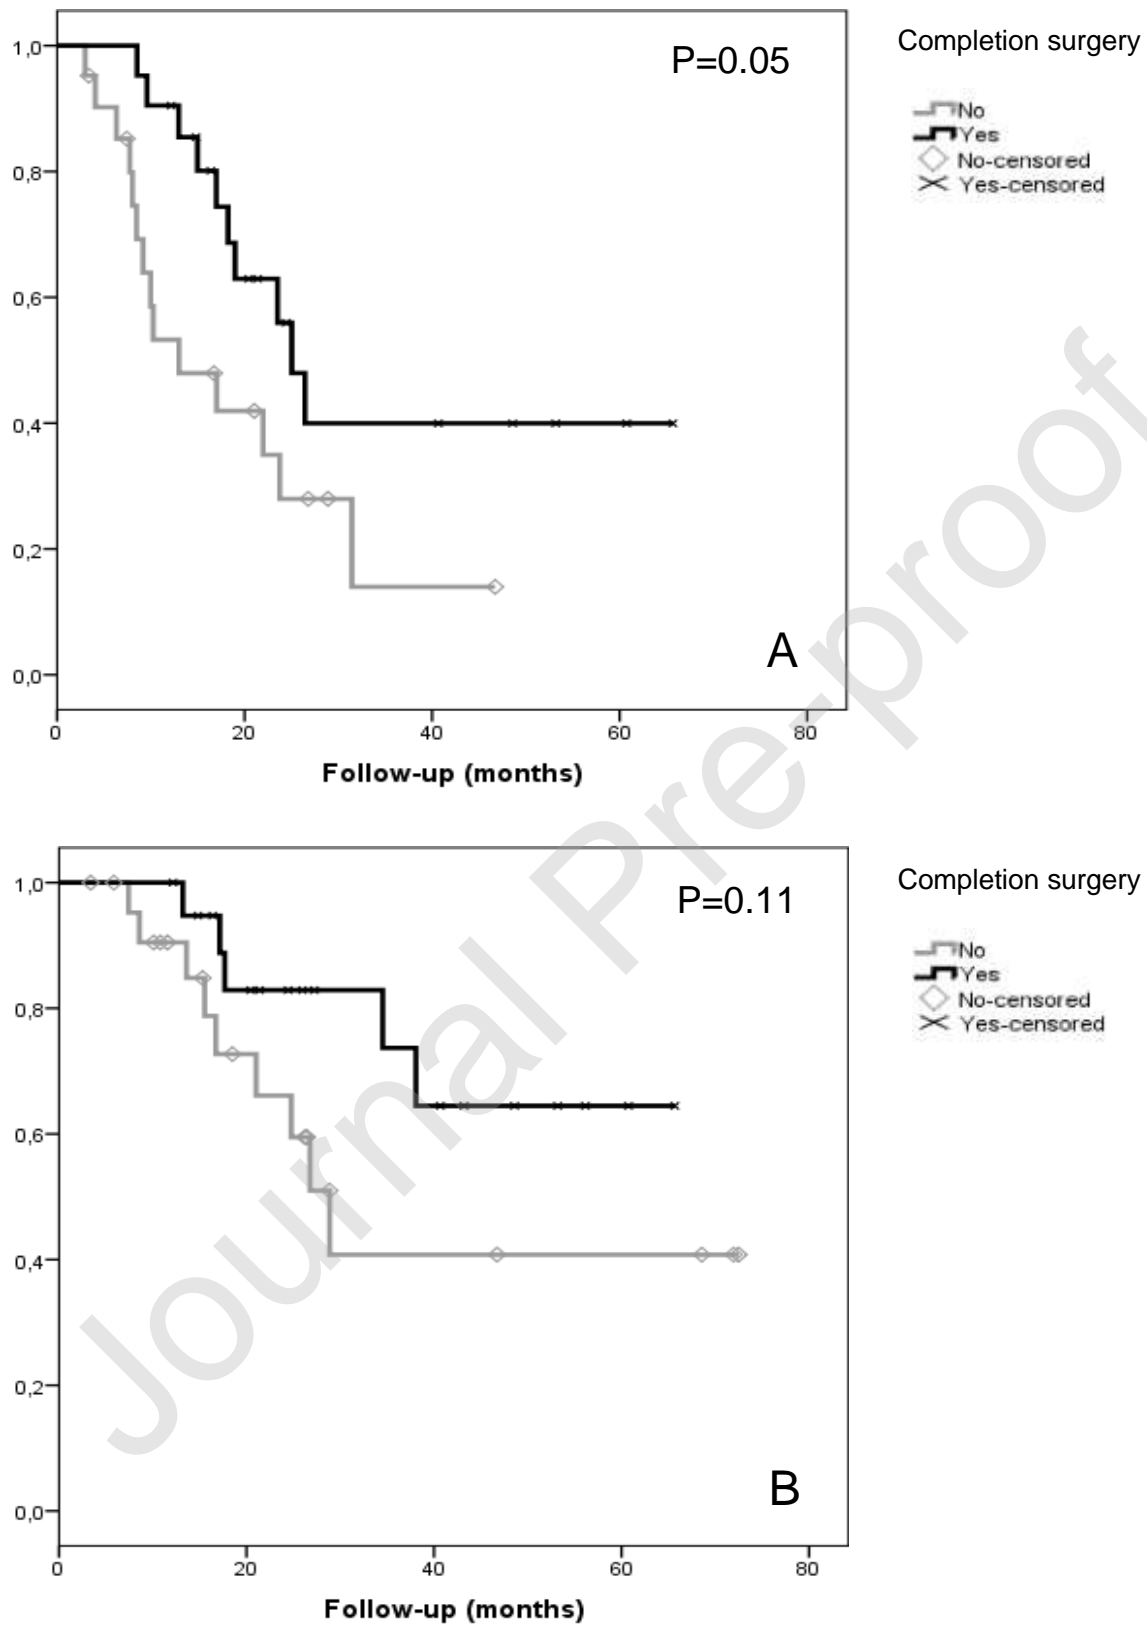 P=0.05
Completion surgery
No
Yes
No-censored
Yes-censored
1,0
0,8
0,6
0,4
0,2
0,0
A
0 20 40 60 80
Follow-up (months)
Journal Pre-proof
P=0.11
Completion surgery
No
Yes
No-censored
Yes-censored
1,0
0,8
0,6
0,4
0,2
0,0
B
0 20 40 60 80
Follow-up (months)